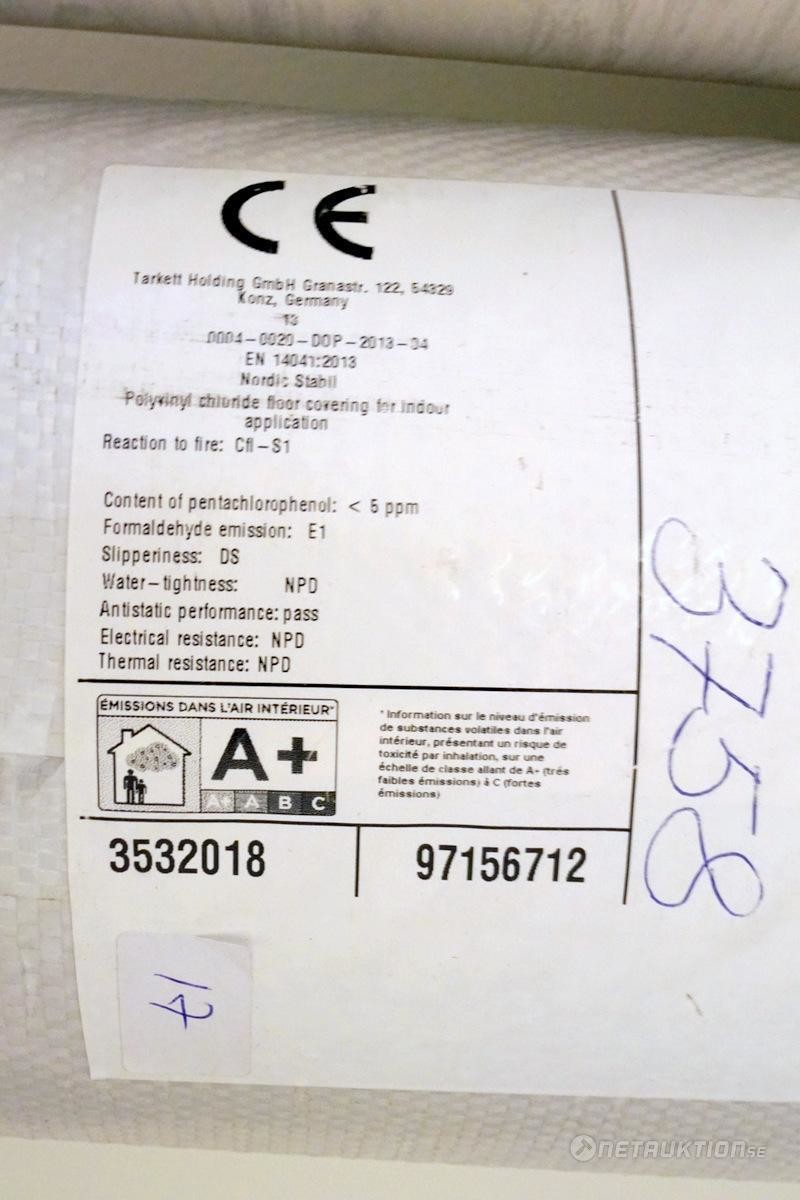 CE
Tarkett Holding GmbH Granastr. 122, 54329
Konz, Germany
13
0004-0020-DOP-2013-04
EN 14041:2013
Nordic Stabil
Polyvinyl chloride floor covering for indour
application
Reaction to fire: Cfl-S1
Content of pentachlorophenol: < 5 ppm
Formaldehyde emission: E1
Slipperiness: DS
Water-tightness: NPD
Antistatic performance: pass
Electrical resistance: NPD
Thermal resistance: NPD
ÉMISSIONS DANS L'AIR INTÉRIEUR*
A+
A+ A B C
* Information sur le niveau d'émission
de substances volatiles dans l'air
intérieur, présentant un risque de
toxicité par inhalation, sur une
échelle de classe allant de A+ (très
faibles émissions) à C (fortes
émissions)
3532018
97156712
3758
17
NETAUKTION.SE